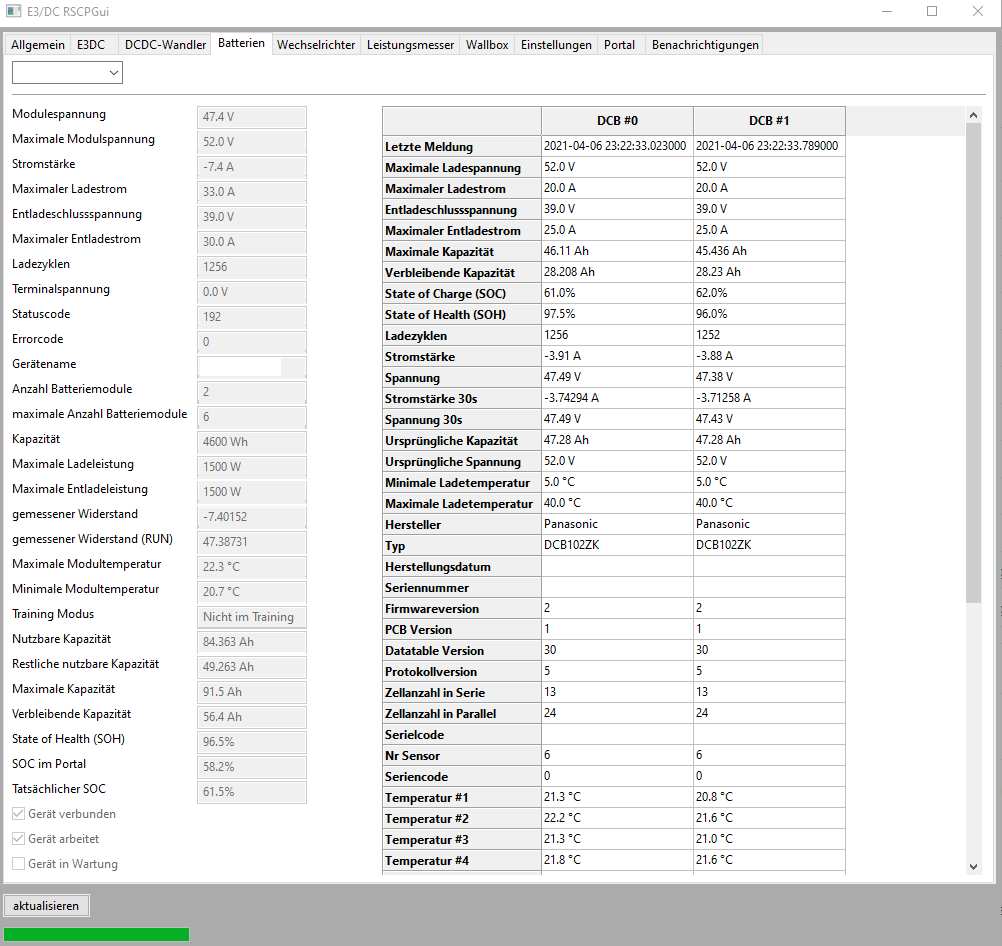 E3/DC RSCPGui
Allgemein E3DC DCDC-Wandler Batterien Wechselrichter Leistungsmesser Wallbox Einstellungen Portal Benachrichtigungen
Modulespannung 47.4 V
Maximale Modulspannung 52.0 V
Stromstärke -7.4 A
Maximaler Ladestrom 33.0 A
Entladeschlussspannung 39.0 V
Maximaler Entladestrom 30.0 A
Ladezyklen 1256
Terminalspannung 0.0 V
Statuscode 192
Errorcode 0
Gerätename
Anzahl Batteriemodule 2
maximale Anzahl Batteriemodule 6
Kapazität 4600 Wh
Maximale Ladeleistung 1500 W
Maximale Entladeleistung 1500 W
gemessener Widerstand -7.40152
gemessener Widerstand (RUN) 47.38731
Maximale Modultemperatur 22.3 °C
Minimale Modultemperatur 20.7 °C
Training Modus Nicht im Training
Nutzbare Kapazität 84.363 Ah
Restliche nutzbare Kapazität 49.263 Ah
Maximale Kapazität 91.5 Ah
Verbleibende Kapazität 56.4 Ah
State of Health (SOH) 96.5%
SOC im Portal 58.2%
Tatsächlicher SOC 61.5%
Gerät verbunden
Gerät arbeitet
Gerät in Wartung
DCB #0 DCB #1
Letzte Meldung 2021-04-06 23:22:33.023000 2021-04-06 23:22:33.789000
Maximale Ladespannung 52.0 V 52.0 V
Maximaler Ladestrom 20.0 A 20.0 A
Entladeschlussspannung 39.0 V 39.0 V
Maximaler Entladestrom 25.0 A 25.0 A
Maximale Kapazität 46.11 Ah 45.436 Ah
Verbleibende Kapazität 28.208 Ah 28.23 Ah
State of Charge (SOC) 61.0% 62.0%
State of Health (SOH) 97.5% 96.0%
Ladezyklen 1256 1252
Stromstärke -3.91 A -3.88 A
Spannung 47.49 V 47.38 V
Stromstärke 30s -3.74294 A -3.71258 A
Spannung 30s 47.49 V 47.43 V
Ursprüngliche Kapazität 47.28 Ah 47.28 Ah
Ursprüngliche Spannung 52.0 V 52.0 V
Minimale Ladetemperatur 5.0 °C 5.0 °C
Maximale Ladetemperatur 40.0 °C 40.0 °C
Hersteller Panasonic Panasonic
Typ DCB102ZK DCB102ZK
Herstellungsdatum
Seriennummer
Firmwareversion 2 2
PCB Version 1 1
Datatable Version 30 30
Protokollversion 5 5
Zellanzahl in Serie 13 13
Zellanzahl in Parallel 24 24
Serielcode
Nr Sensor 6 6
Seriencode 0 0
Temperatur #1 21.3 °C 20.8 °C
Temperatur #2 22.2 °C 21.6 °C
Temperatur #3 21.3 °C 21.0 °C
Temperatur #4 21.8 °C 21.6 °C
aktualisieren